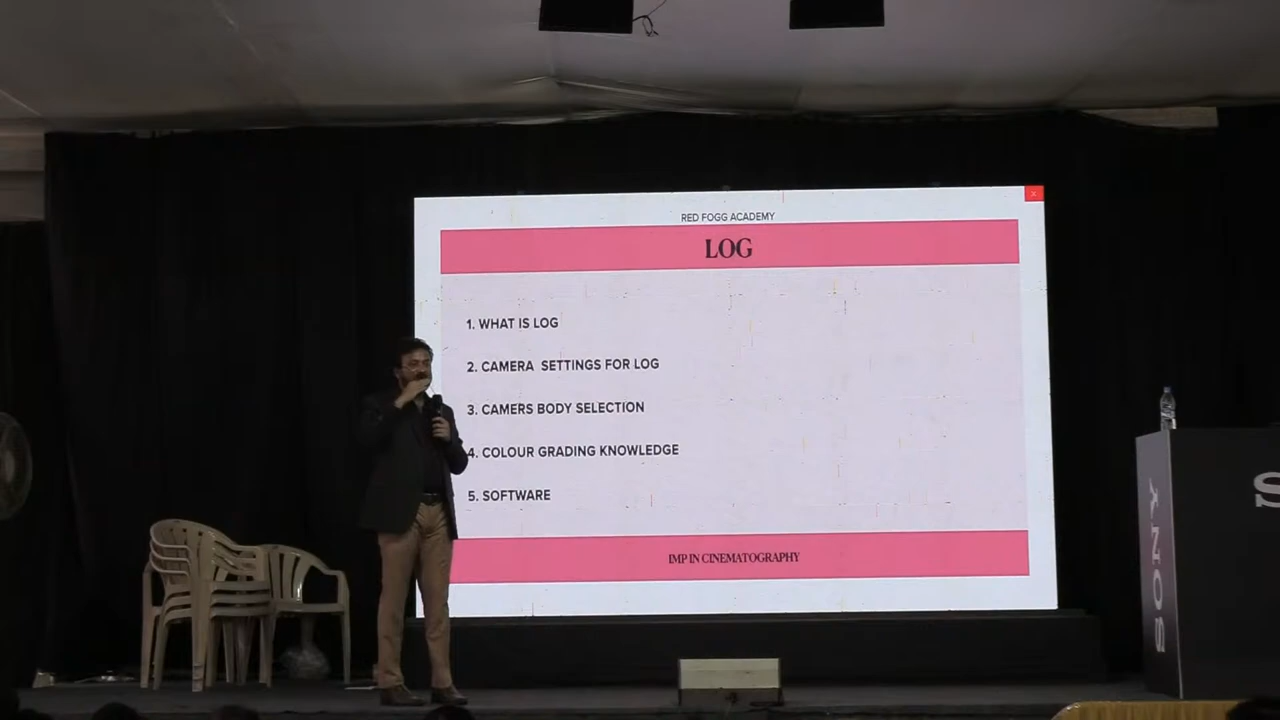 RED FOGG ACADEMY
LOG
1. WHAT IS LOG
2. CAMERA  SETTINGS FOR LOG
3. CAMERS BODY SELECTION
4. COLOUR GRADING KNOWLEDGE
5. SOFTWARE
IMP IN CINEMATOGRAPHY
SONY
S